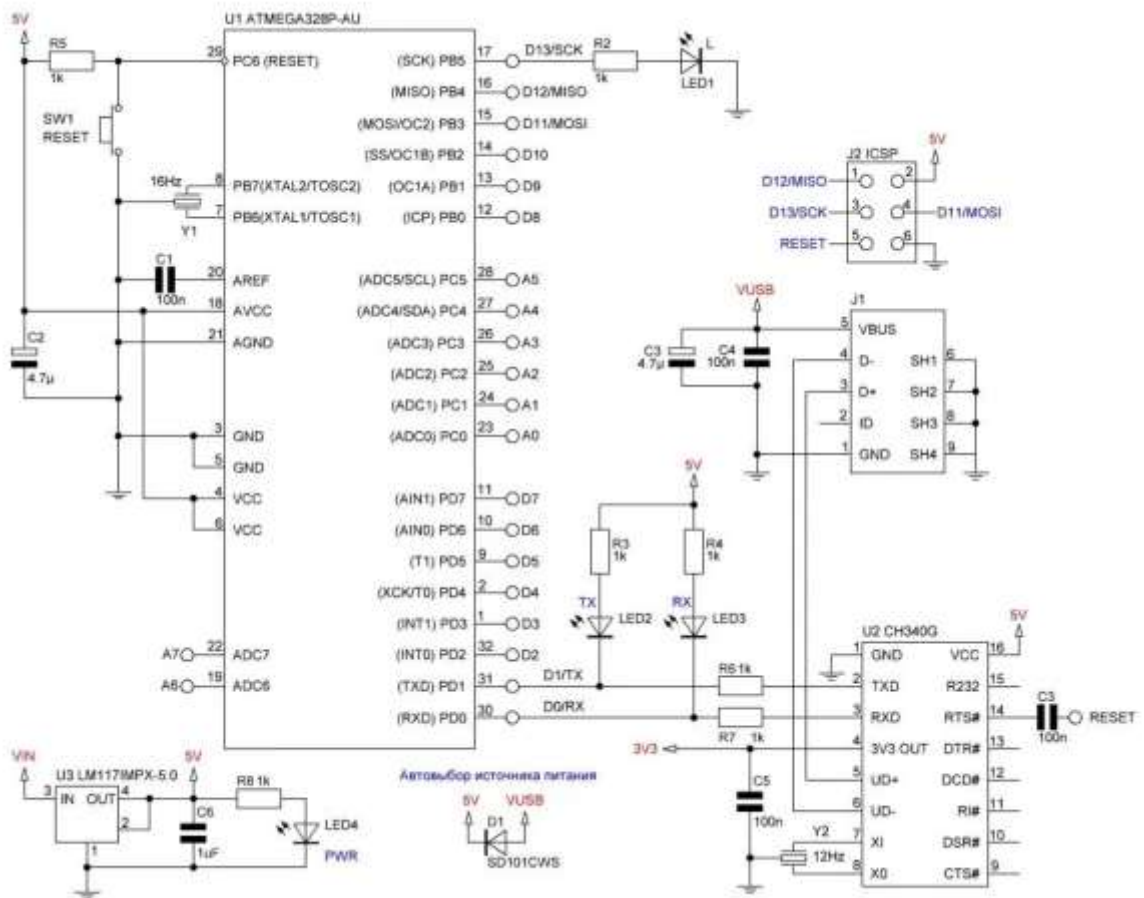 U1 ATMEGA328P-AU
5V
R5
1k
29
PC6 (RESET)
SW1
RESET
16Hz
8
PB7(XTAL2/TOSC2)
7
PB6(XTAL1/TOSC1)
Y1
C1
100n
20
AREF
18
AVCC
21
AGND
C2
4.7µ
3
GND
5
GND
4
VCC
6
VCC
A7
22
ADC7
A6
19
ADC6
(SCK) PB5
17
D13/SCK
R2
1k
L
LED1
(MISO) PB4
16
D12/MISO
(MOSI/OC2) PB3
15
D11/MOSI
(SS/OC1B) PB2
14
D10
(OC1A) PB1
13
D9
(ICP) PB0
12
D8
(ADC5/SCL) PC5
28
A5
(ADC4/SDA) PC4
27
A4
(ADC3) PC3
26
A3
(ADC2) PC2
25
A2
(ADC1) PC1
24
A1
(ADC0) PC0
23
A0
(AIN1) PD7
11
D7
(AIN0) PD6
10
D6
(T1) PD5
9
D5
(XCK/T0) PD4
2
D4
(INT1) PD3
1
D3
(INT0) PD2
32
D2
(TXD) PD1
31
D1/TX
(RXD) PD0
30
D0/RX
J2 ICSP
5V
D12/MISO
1
2
D13/SCK
3
4
D11/MOSI
RESET
5
6
VUSB
C3
4.7µ
C4
100n
J1
5
VBUS
4
D-
SH1
6
3
D+
SH2
7
2
ID
SH3
8
1
GND
SH4
9
5V
R3
1k
R4
1k
TX
LED2
RX
LED3
R6 1k
R7 1k
U2 CH340G
5V
1
GND
VCC
16
2
TXD
R232
15
3
RXD
RTS#
14
4
3V3 OUT
DTR#
13
5
UD+
DCD#
12
6
UD-
RI#
11
7
XI
DSR#
10
8
X0
CTS#
9
C3
100n
RESET
3V3
C5
100n
Y2
12Hz
VIN
U3 LM117IMPX-5.0
3
IN
OUT
4
2
1
5V
R8 1k
C6
1uF
LED4
PWR
Автовыбор источника питания
5V
VUSB
D1
SD101CWS